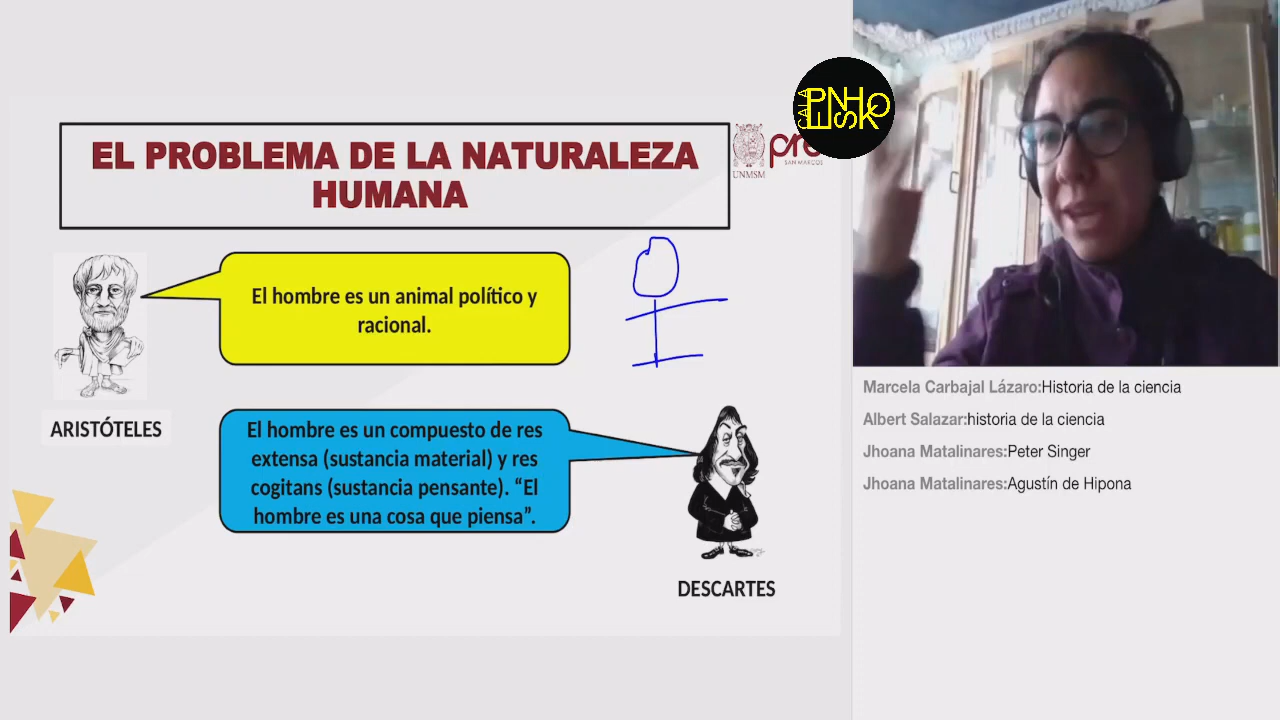 EL PROBLEMA DE LA NATURALEZA
HUMANA
UNMSM
SAN MARCOS
El hombre es un animal político y
racional.
ARISTÓTELES
El hombre es un compuesto de res
extensa (sustancia material) y res
cogitans (sustancia pensante). “El
hombre es una cosa que piensa”.
DESCARTES
CALLA
Marcela Carbajal Lázaro:Historia de la ciencia
Albert Salazar:historia de la ciencia
Jhoana Matalinares:Peter Singer
Jhoana Matalinares:Agustín de Hipona